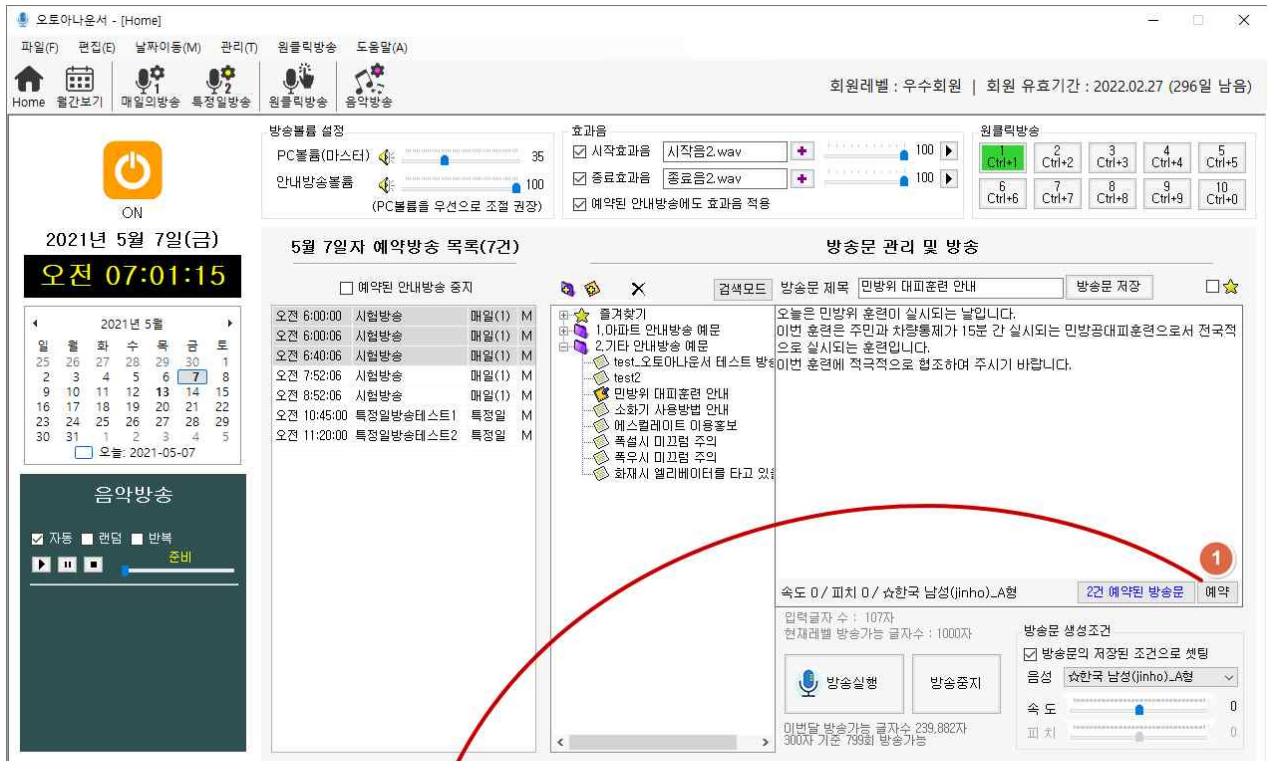 오토아나운서 - [Home]
파일(F) 편집(E) 날짜이동(M) 관리(T) 원클릭방송 도움말(A)
Home 월간보기 매일의방송 특정일방송 원클릭방송 음악방송
회원레벨 : 우수회원 | 회원 유효기간 : 2022.02.27 (296일 남음)
ON
2021년 5월 7일(금)
오전 07:01:15
2021년 5월
일 월 화 수 목 금 토
25 26 27 28 29 30 1
2 3 4 5 6 7 8
9 10 11 12 13 14 15
16 17 18 19 20 21 22
23 24 25 26 27 28 29
30 31 1 2 3 4 5
오늘: 2021-05-07
음악방송
자동 랜덤 반복
준비
방송볼륨 설정
PC볼륨(마스터) 35
안내방송볼륨 100
(PC볼륨을 우선으로 조절 권장)
효과음
시작효과음 시작음2.wav 100
종료효과음 종료음2.wav 100
예약된 안내방송에도 효과음 적용
원클릭방송
1 2 3 4 5
Ctrl+1 Ctrl+2 Ctrl+3 Ctrl+4 Ctrl+5
6 7 8 9 10
Ctrl+6 Ctrl+7 Ctrl+8 Ctrl+9 Ctrl+0
5월 7일자 예약방송 목록(7건)
예약된 안내방송 중지
오전 6:00:00 시험방송 매일(1) M
오전 6:00:06 시험방송 매일(1) M
오전 6:40:06 시험방송 매일(1) M
오전 7:52:06 시험방송 매일(1) M
오전 8:52:06 시험방송 매일(1) M
오전 10:45:00 특정일방송테스트1 특정일 M
오전 11:20:00 특정일방송테스트2 특정일 M
방송문 관리 및 방송
검색모드 방송문 제목 민방위 대피훈련 안내 방송문 저장
즐겨찾기
1.아파트 안내방송 예문
2.기타 안내방송 예문
test_오토아나운서 테스트 방송
test2
민방위 대피훈련 안내
소화기 사용방법 안내
에스컬레이트 이용홍보
폭설시 미끄럼 주의
폭우시 미끄럼 주의
화재시 엘리베이터를 타고 있을
오늘은 민방위 훈련이 실시되는 날입니다.
이번 훈련은 주민과 차량통제가 15분 간 실시되는 민방공대피훈련으로서 전국적
으로 실시되는 훈련입니다.
이번 훈련에 적극적으로 협조하며 주시기 바랍니다.
1
속도 0 / 피치 0 / ☆한국 남성(jinho)_A형 2건 예약된 방송문 예약
입력글자 수 : 107자
현재레벨 방송가능 글자수 : 1000자
방송실행 방송중지
이번달 방송가능 글자수 239,882자
300자 기준 799회 방송가능
방송문 생성조건
방송문의 저장된 조건으로 셋팅
음성 ☆한국 남성(jinho)_A형
속도 0
피치 0